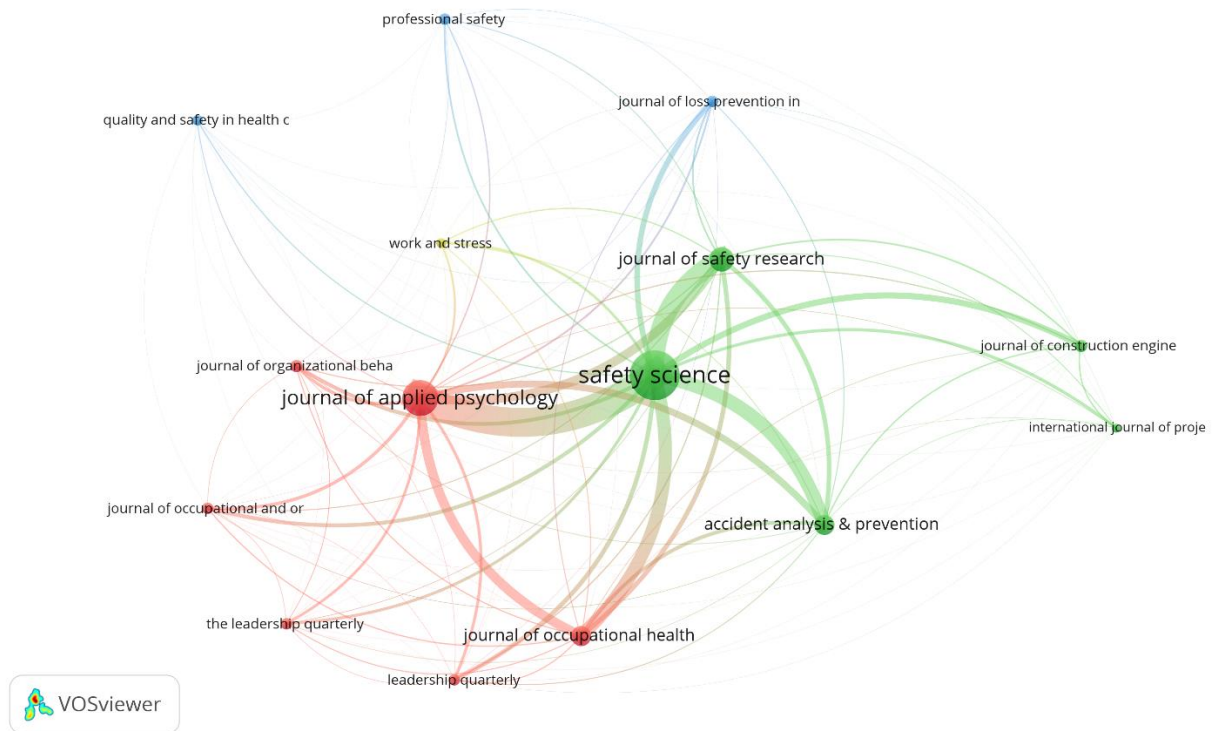 professional safety
journal of loss prevention in
quality and safety in health c
work and stress
journal of safety research
journal of construction engine
journal of organizational beha
safety science
journal of applied psychology
international journal of proje
journal of occupational and or
accident analysis & prevention
the leadership quarterly
journal of occupational health
leadership quarterly
VOSviewer